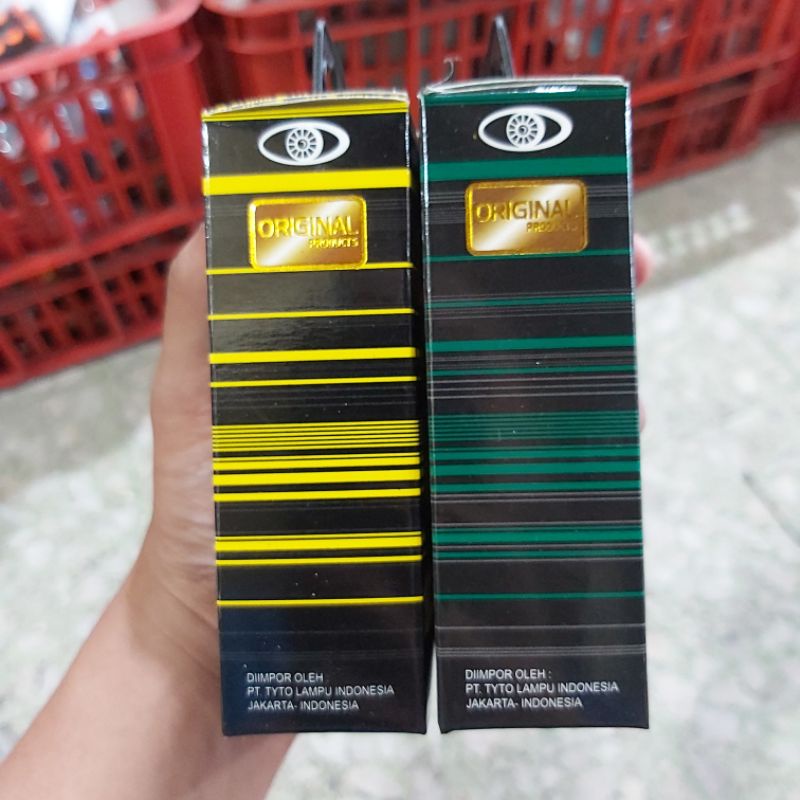 ORIGINAL
PRODUCTS
DIIMPOR OLEH
PT. TYTO LAMPU INDONESIA
JAKARTA- INDONESIA
ORIGINAL
PRODUCTS
DIIMPOR OLEH :
PT. TYTO LAMPU INDONESIA
JAKARTA- INDONESIA